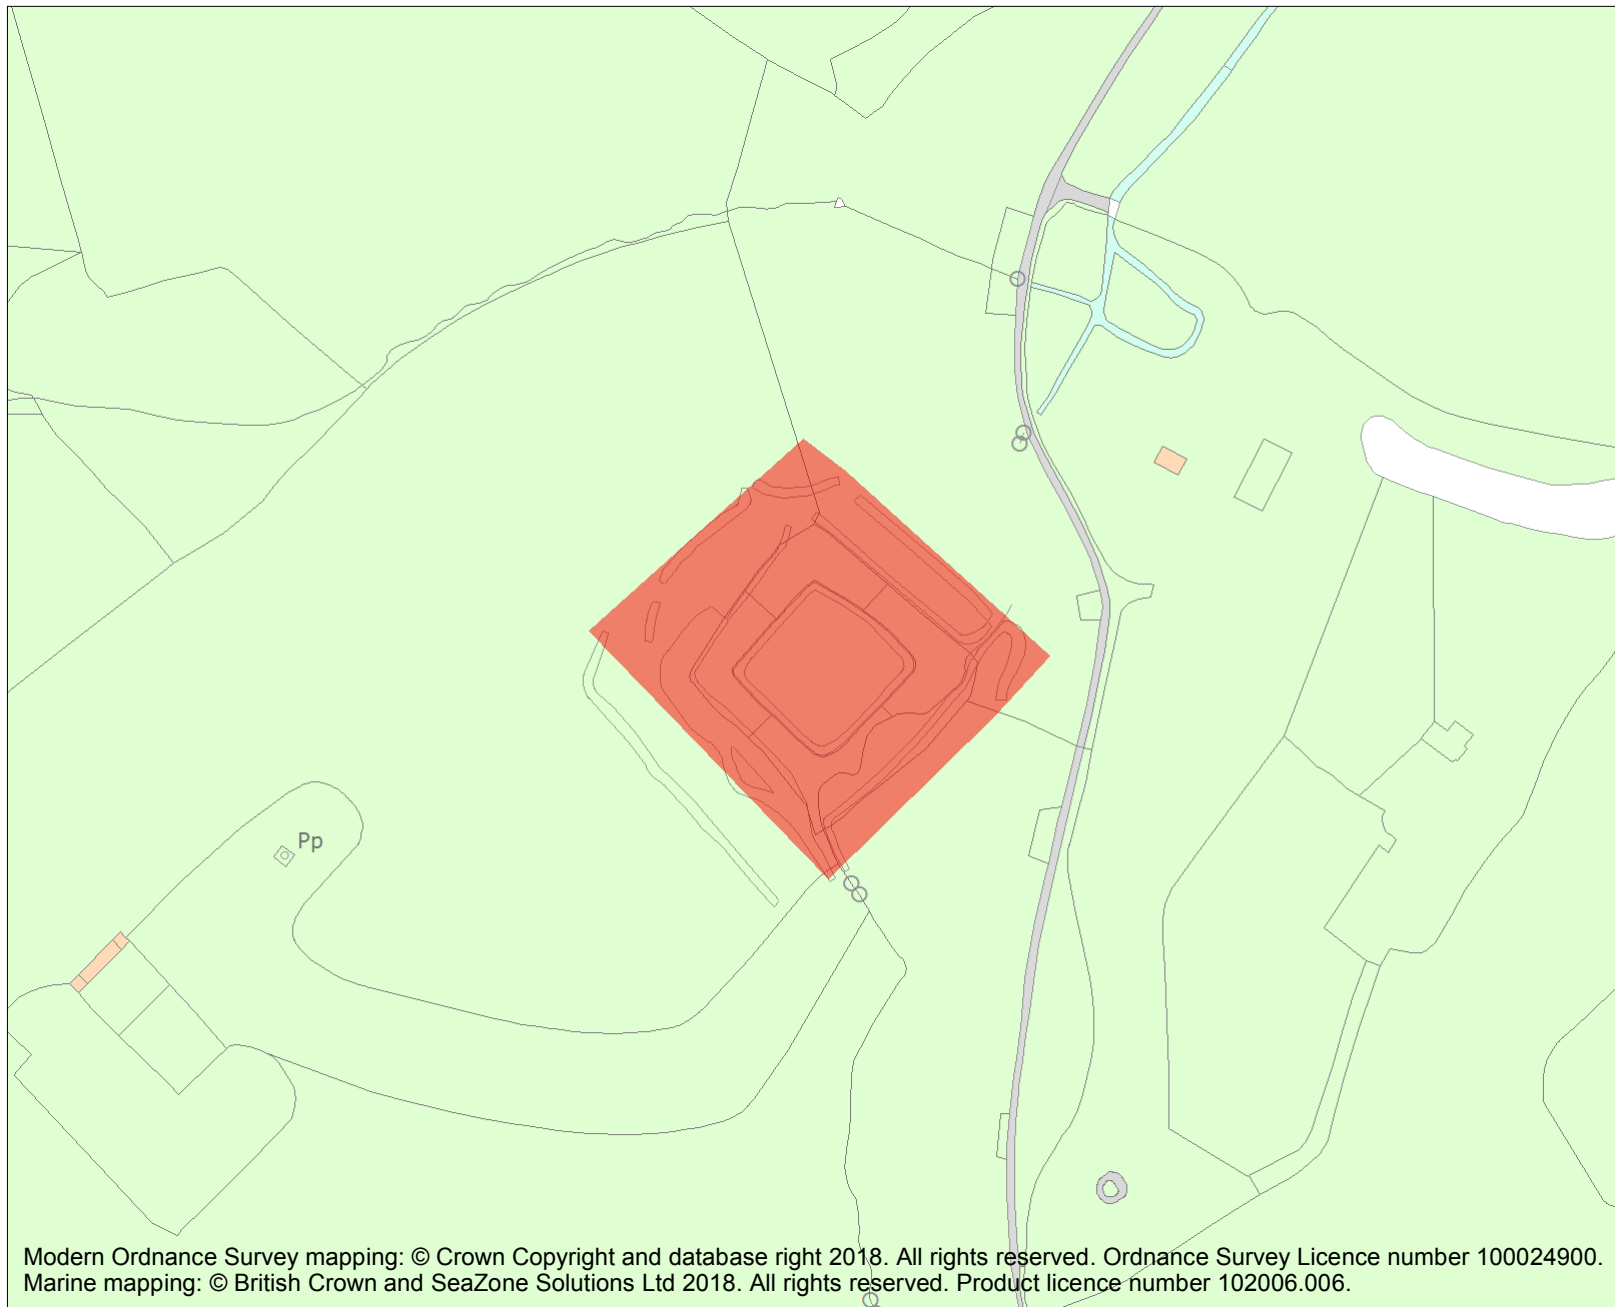 Pp
Modern Ordnance Survey mapping: © Crown Copyright and database right 2018. All rights reserved. Ordnance Survey Licence number 100024900.
Marine mapping: © British Crown and SeaZone Solutions Ltd 2018. All rights reserved. Product licence number 102006.006.